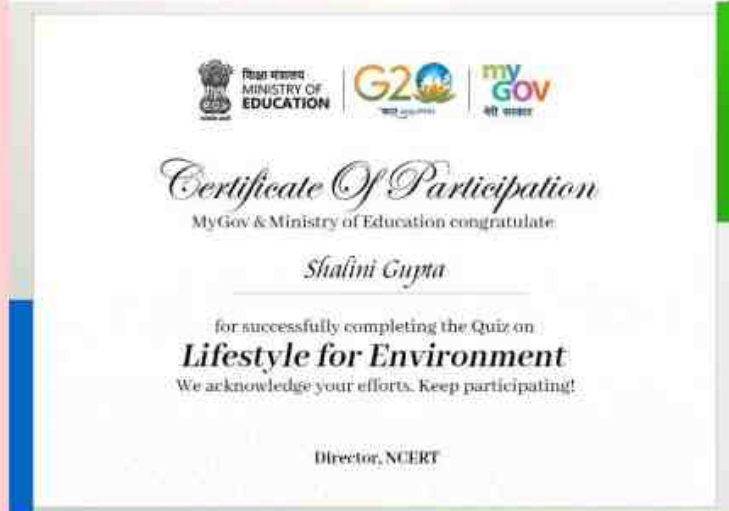 शिक्षा मंत्रालय
MINISTRY OF
EDUCATION
G20
my
GOV
मेरी सरकार
Certificate Of Participation
MyGov & Ministry of Education congratulate
Shalini Gupta
for successfully completing the Quiz on
Lifestyle for Environment
We acknowledge your efforts. Keep participating!
Director, NCERT